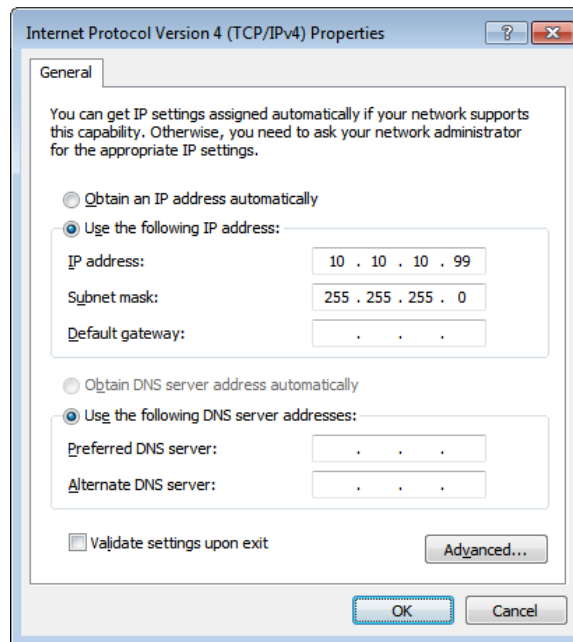 Internet Protocol Version 4 (TCP/IPv4) Properties
?
General
You can get IP settings assigned automatically if your network supports
this capability. Otherwise, you need to ask your network administrator
for the appropriate IP settings.
Obtain an IP address automatically
Use the following IP address:
IP address: 10 . 10 . 10 . 99
Subnet mask: 255 . 255 . 255 . 0
Default gateway: . . .
Obtain DNS server address automatically
Use the following DNS server addresses:
Preferred DNS server: . . .
Alternate DNS server: . . .
Validate settings upon exit
Advanced...
OK Cancel